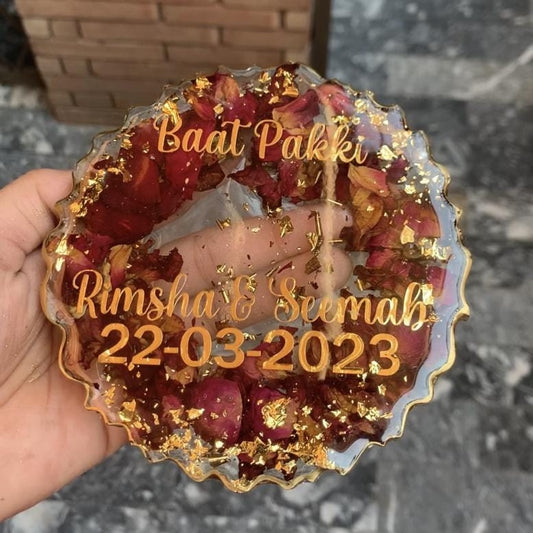 Baat Pakki
Rimsha & Seemab
22-03-2023